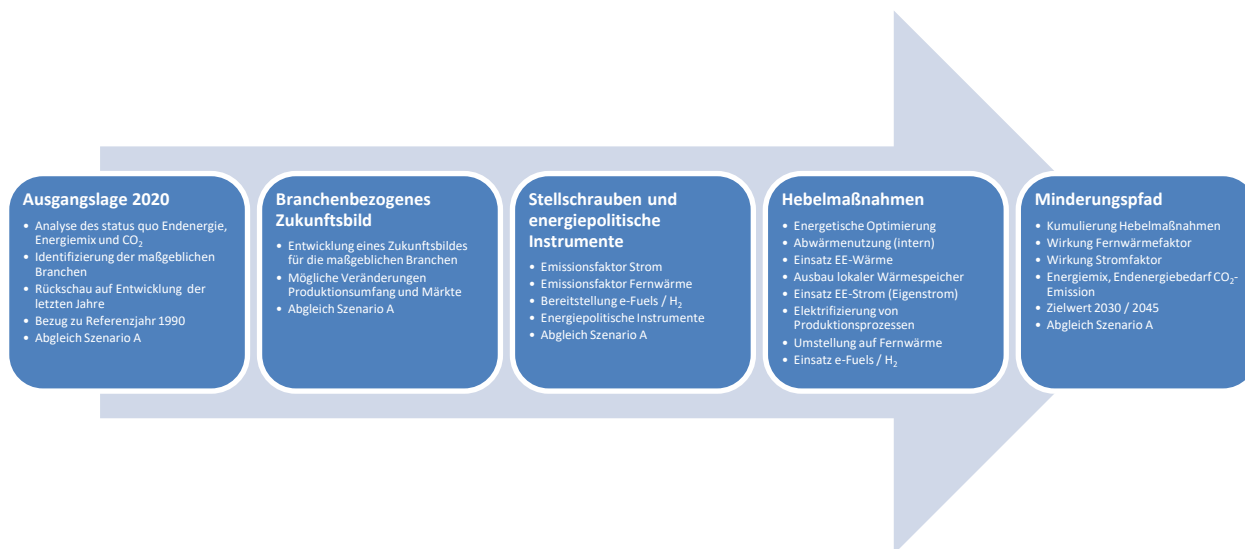 Ausgangslage 2020
• Analyse des status quo Endenergie,
Energiemix und CO₂
• Identifizierung der maßgeblichen
Branchen
• Rückschau auf Entwicklung der
letzten Jahre
• Bezug zu Referenzjahr 1990
• Abgleich Szenario A
Branchenbezogenes
Zukunftsbild
• Entwicklung eines Zukunftsbildes
für die maßgeblichen Branchen
• Mögliche Veränderungen
Produktionsumfang und Märkte
• Abgleich Szenario A
Stellschrauben und
energiepolitische
Instrumente
• Emissionsfaktor Strom
• Emissionsfaktor Fernwärme
• Bereitstellung e-Fuels / H₂
• Energiepolitische Instrumente
• Abgleich Szenario A
Hebelmaßnahmen
• Energetische Optimierung
• Abwärmenutzung (intern)
• Einsatz EE-Wärme
• Ausbau lokaler Wärmespeicher
• Einsatz EE-Strom (Eigenstrom)
• Elektrifizierung von
Produktionsprozessen
• Umstellung auf Fernwärme
• Einsatz e-Fuels / H₂
Minderungspfad
• Kumulierung Hebelmaßnahmen
• Wirkung Fernwärmefaktor
• Wirkung Stromfaktor
• Energiemix, Endenergiebedarf CO₂-
Emission
• Zielwert 2030 / 2045
• Abgleich Szenario A